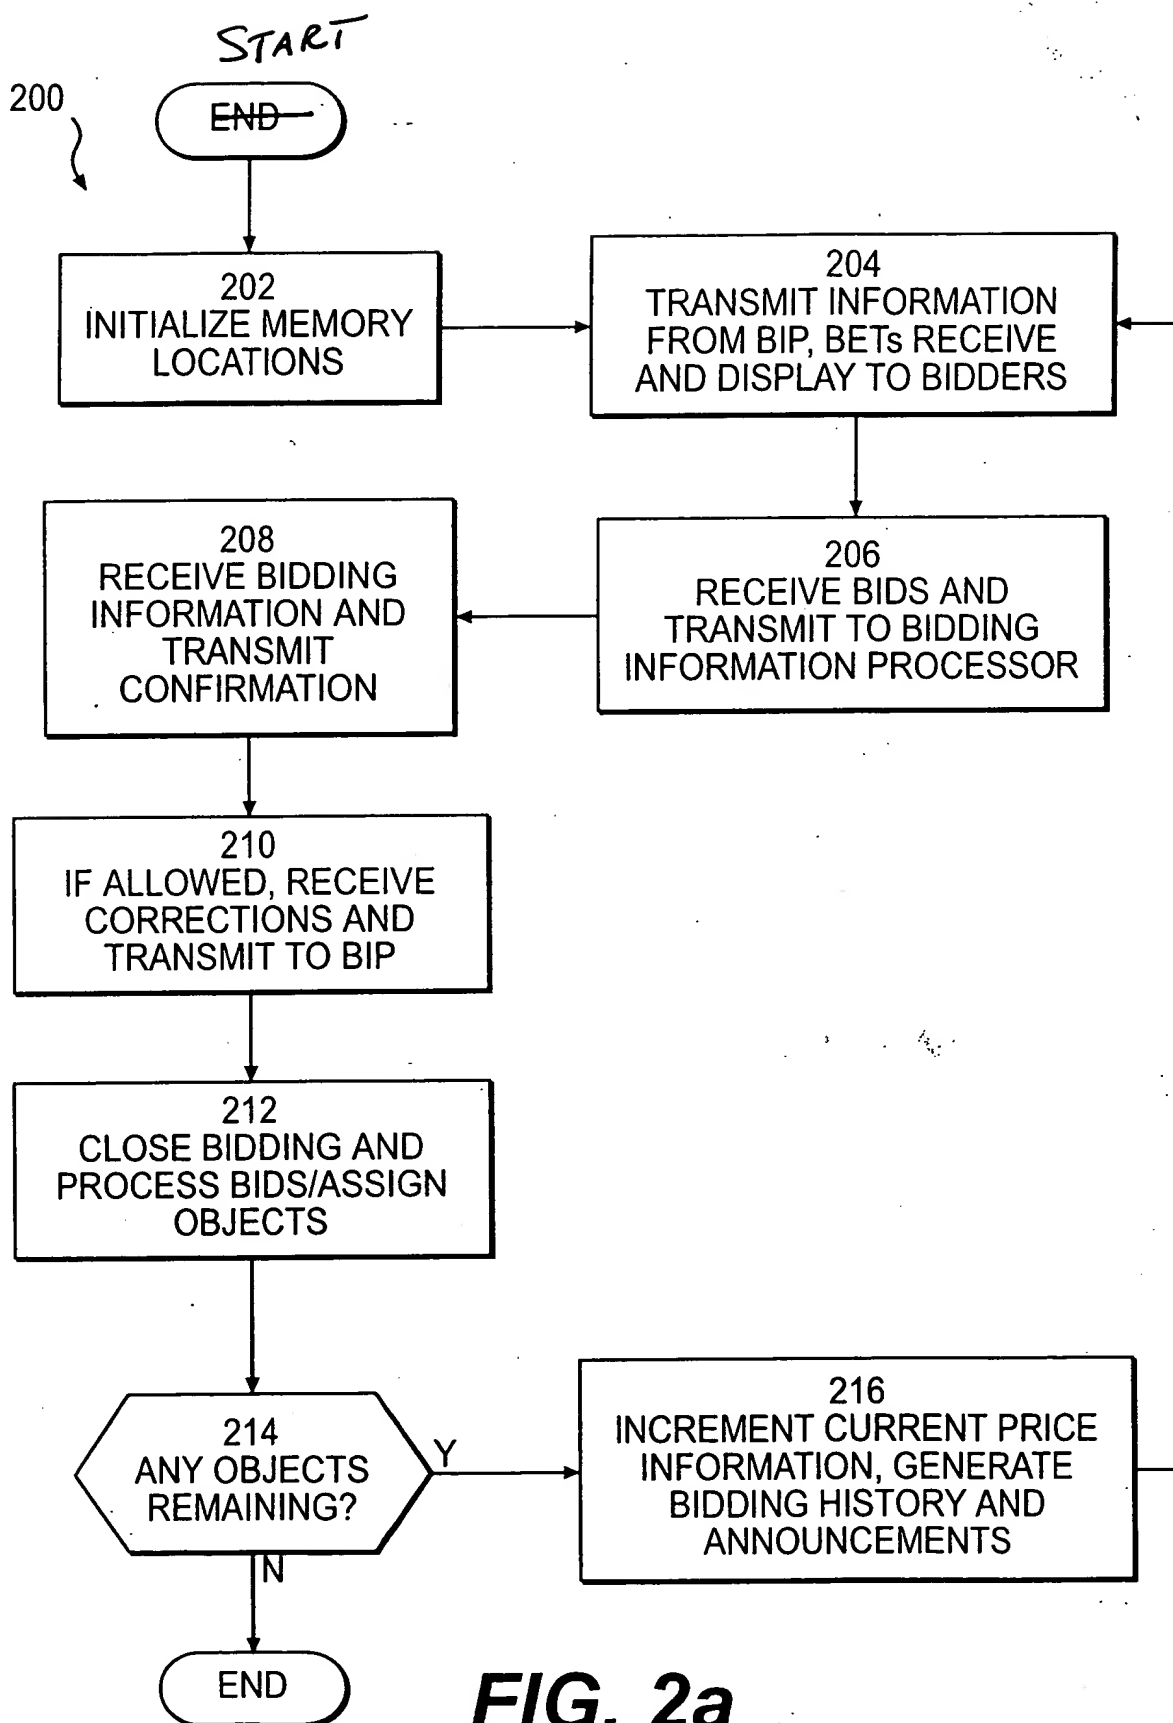 START
200
END
202
INITIALIZE MEMORY
LOCATIONS
204
TRANSMIT INFORMATION
FROM BIP, BETs RECEIVE
AND DISPLAY TO BIDDERS
206
RECEIVE BIDS AND
TRANSMIT TO BIDDING
INFORMATION PROCESSOR
208
RECEIVE BIDDING
INFORMATION AND
TRANSMIT
CONFIRMATION
210
IF ALLOWED, RECEIVE
CORRECTIONS AND
TRANSMIT TO BIP
212
CLOSE BIDDING AND
PROCESS BIDS/ASSIGN
OBJECTS
214
ANY OBJECTS
REMAINING?
Y
N
216
INCREMENT CURRENT PRICE
INFORMATION, GENERATE
BIDDING HISTORY AND
ANNOUNCEMENTS
END
FIG. 2a